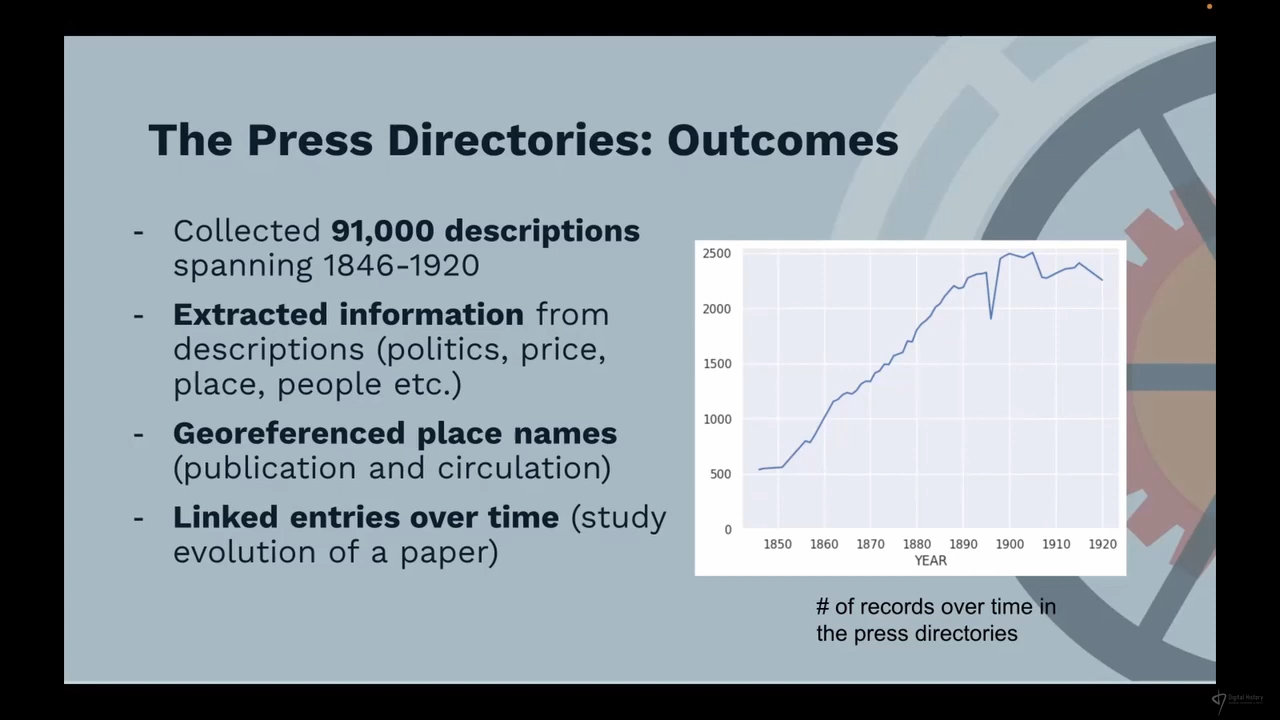 The Press Directories: Outcomes
- Collected 91,000 descriptions
spanning 1846-1920
- Extracted information from
descriptions (politics, price,
place, people etc.)
- Georeferenced place names
(publication and circulation)
- Linked entries over time (study
evolution of a paper)
2500
2000
1500
1000
500
0
1850 1860 1870 1880 1890 1900 1910 1920
YEAR
# of records over time in
the press directories
Digital History